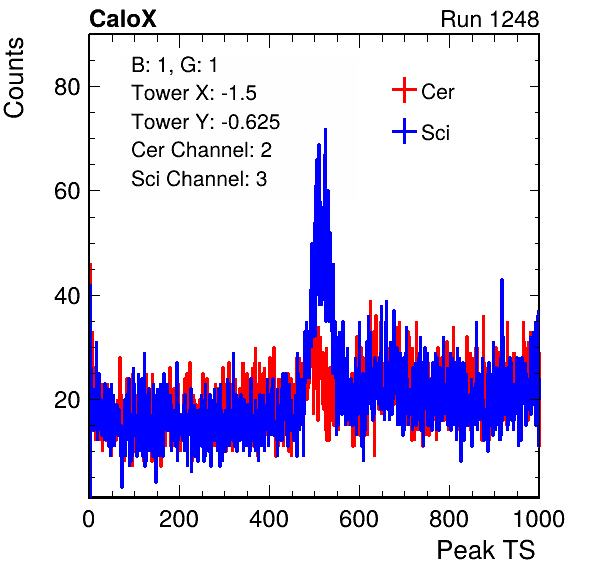 CaloX Run 1248
Counts
B: 1, G: 1
Tower X: -1.5
Tower Y: -0.625
Cer Channel: 2
Sci Channel: 3
Cer
Sci
80
60
40
20
0 200 400 600 800 1000
Peak TS